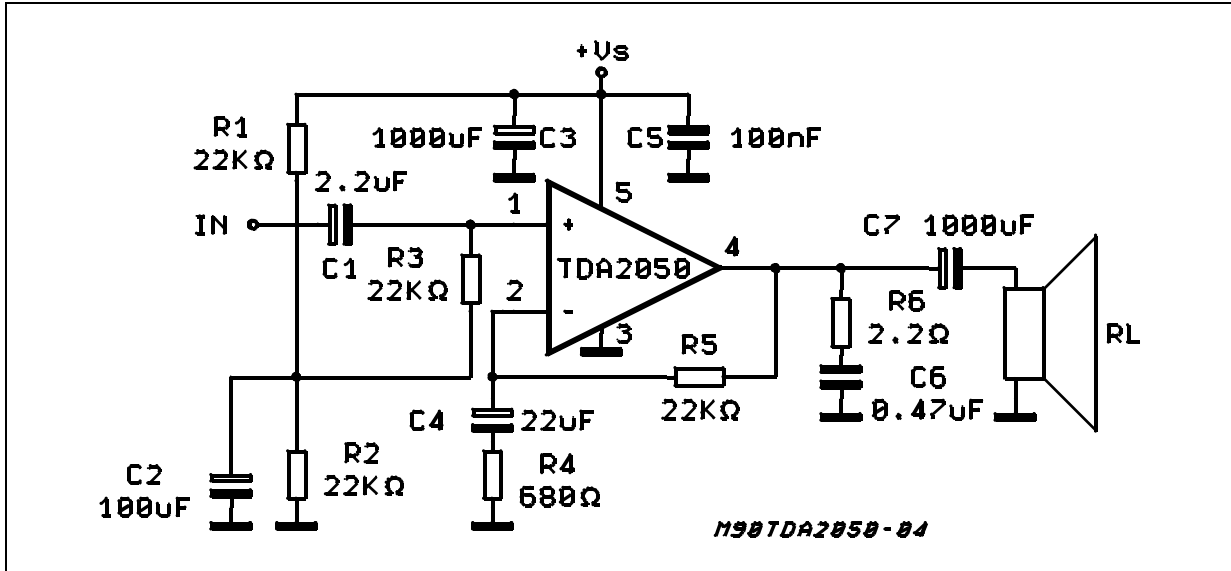 +Vs
R1
22KΩ
1000uF
C3
C5
100nF
2.2uF
1
5
IN
C1
R3
22KΩ
+
TDA2050
4
C7 1000uF
2
-
3
R5
22KΩ
R6
2.2Ω
C6
0.47uF
RL
C4
22uF
R4
680Ω
C2
100uF
R2
22KΩ
M90TDA2050-04